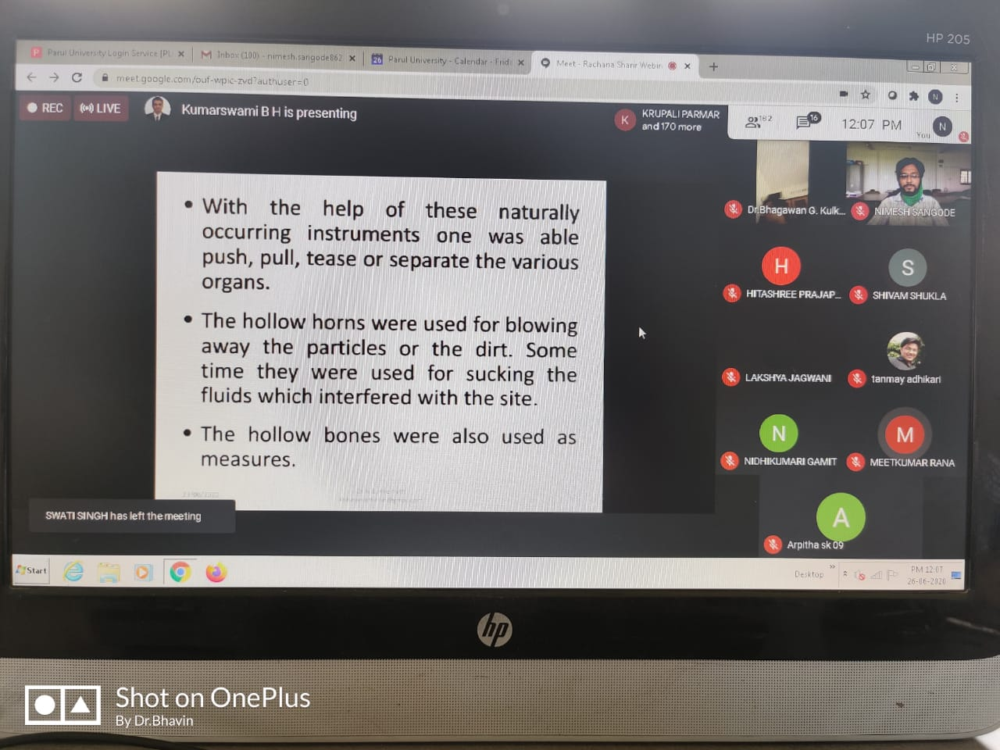 HP 205
Parul University Login Service [PU
Inbox (100) - nimesh.sangode862
26
Parul University - Calendar - Frid
Meet - Rachana Sharir Webin
meet.google.com/ouf-wpic-zvd?authuser=0
N
REC
LIVE
Kumarswami B H is presenting
K
KRUPALI PARMAR
and 170 more
182
16
12:07 PM
You
N
• With the help of these naturally
occurring instruments one was able
push, pull, tease or separate the various
organs.
• The hollow horns were used for blowing
away the particles or the dirt. Some
time they were used for sucking the
fluids which interfered with the site.
• The hollow bones were also used as
measures.
Dr.Bhagawan G. Kulk...
NIMESH SANGODE
H
HITASHREE PRAJAP...
S
SHIVAM SHUKLA
LAKSHYA JAGWANI
tanmay adhikari
N
NIDHIKUMARI GAMIT
M
MEETKUMAR RANA
A
Arpitha sk 09
SWATI SINGH has left the meeting
Start
Desktop
PM 12:07
26-06-2020
hp
Shot on OnePlus
By Dr.Bhavin